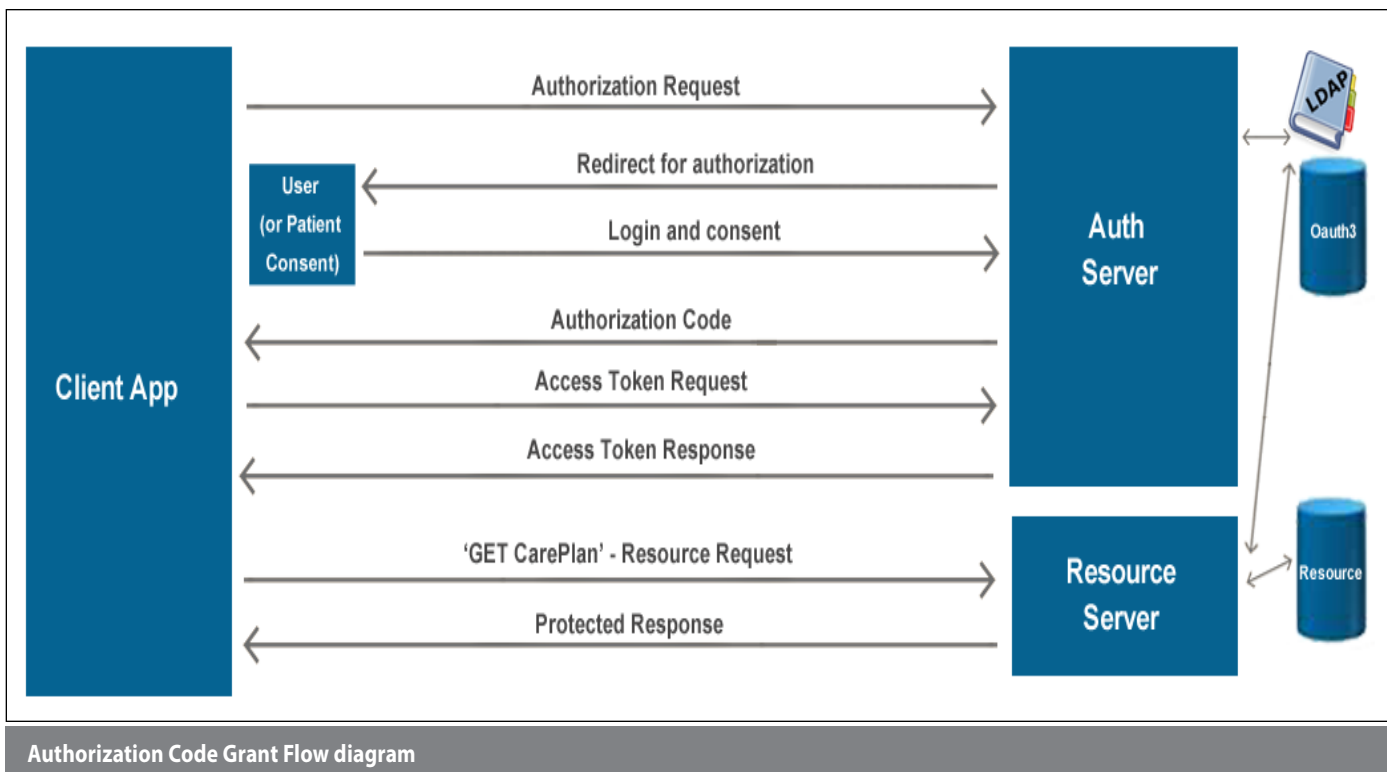 Authorization Request
LDAP
Redirect for authorization
User
(or Patient
Consent)
Login and consent
Auth
Server
Oauth3
Authorization Code
Client App
Access Token Request
Access Token Response
'GET CarePlan' - Resource Request
Resource
Server
Resource
Protected Response
Authorization Code Grant Flow diagram